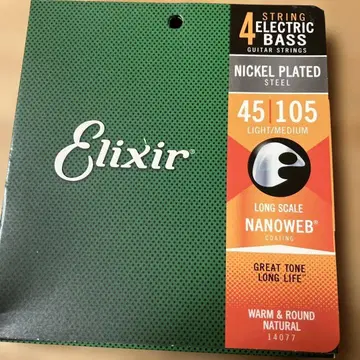 4 STRING
ELECTRIC
BASS
GUITAR STRINGS
NICKEL PLATED
STEEL
45 | 105
LIGHT/MEDIUM
Elixir
LONG SCALE
NANOWEB®
COATING
GREAT TONE
LONG LIFE
WARM & ROUND
NATURAL
14077